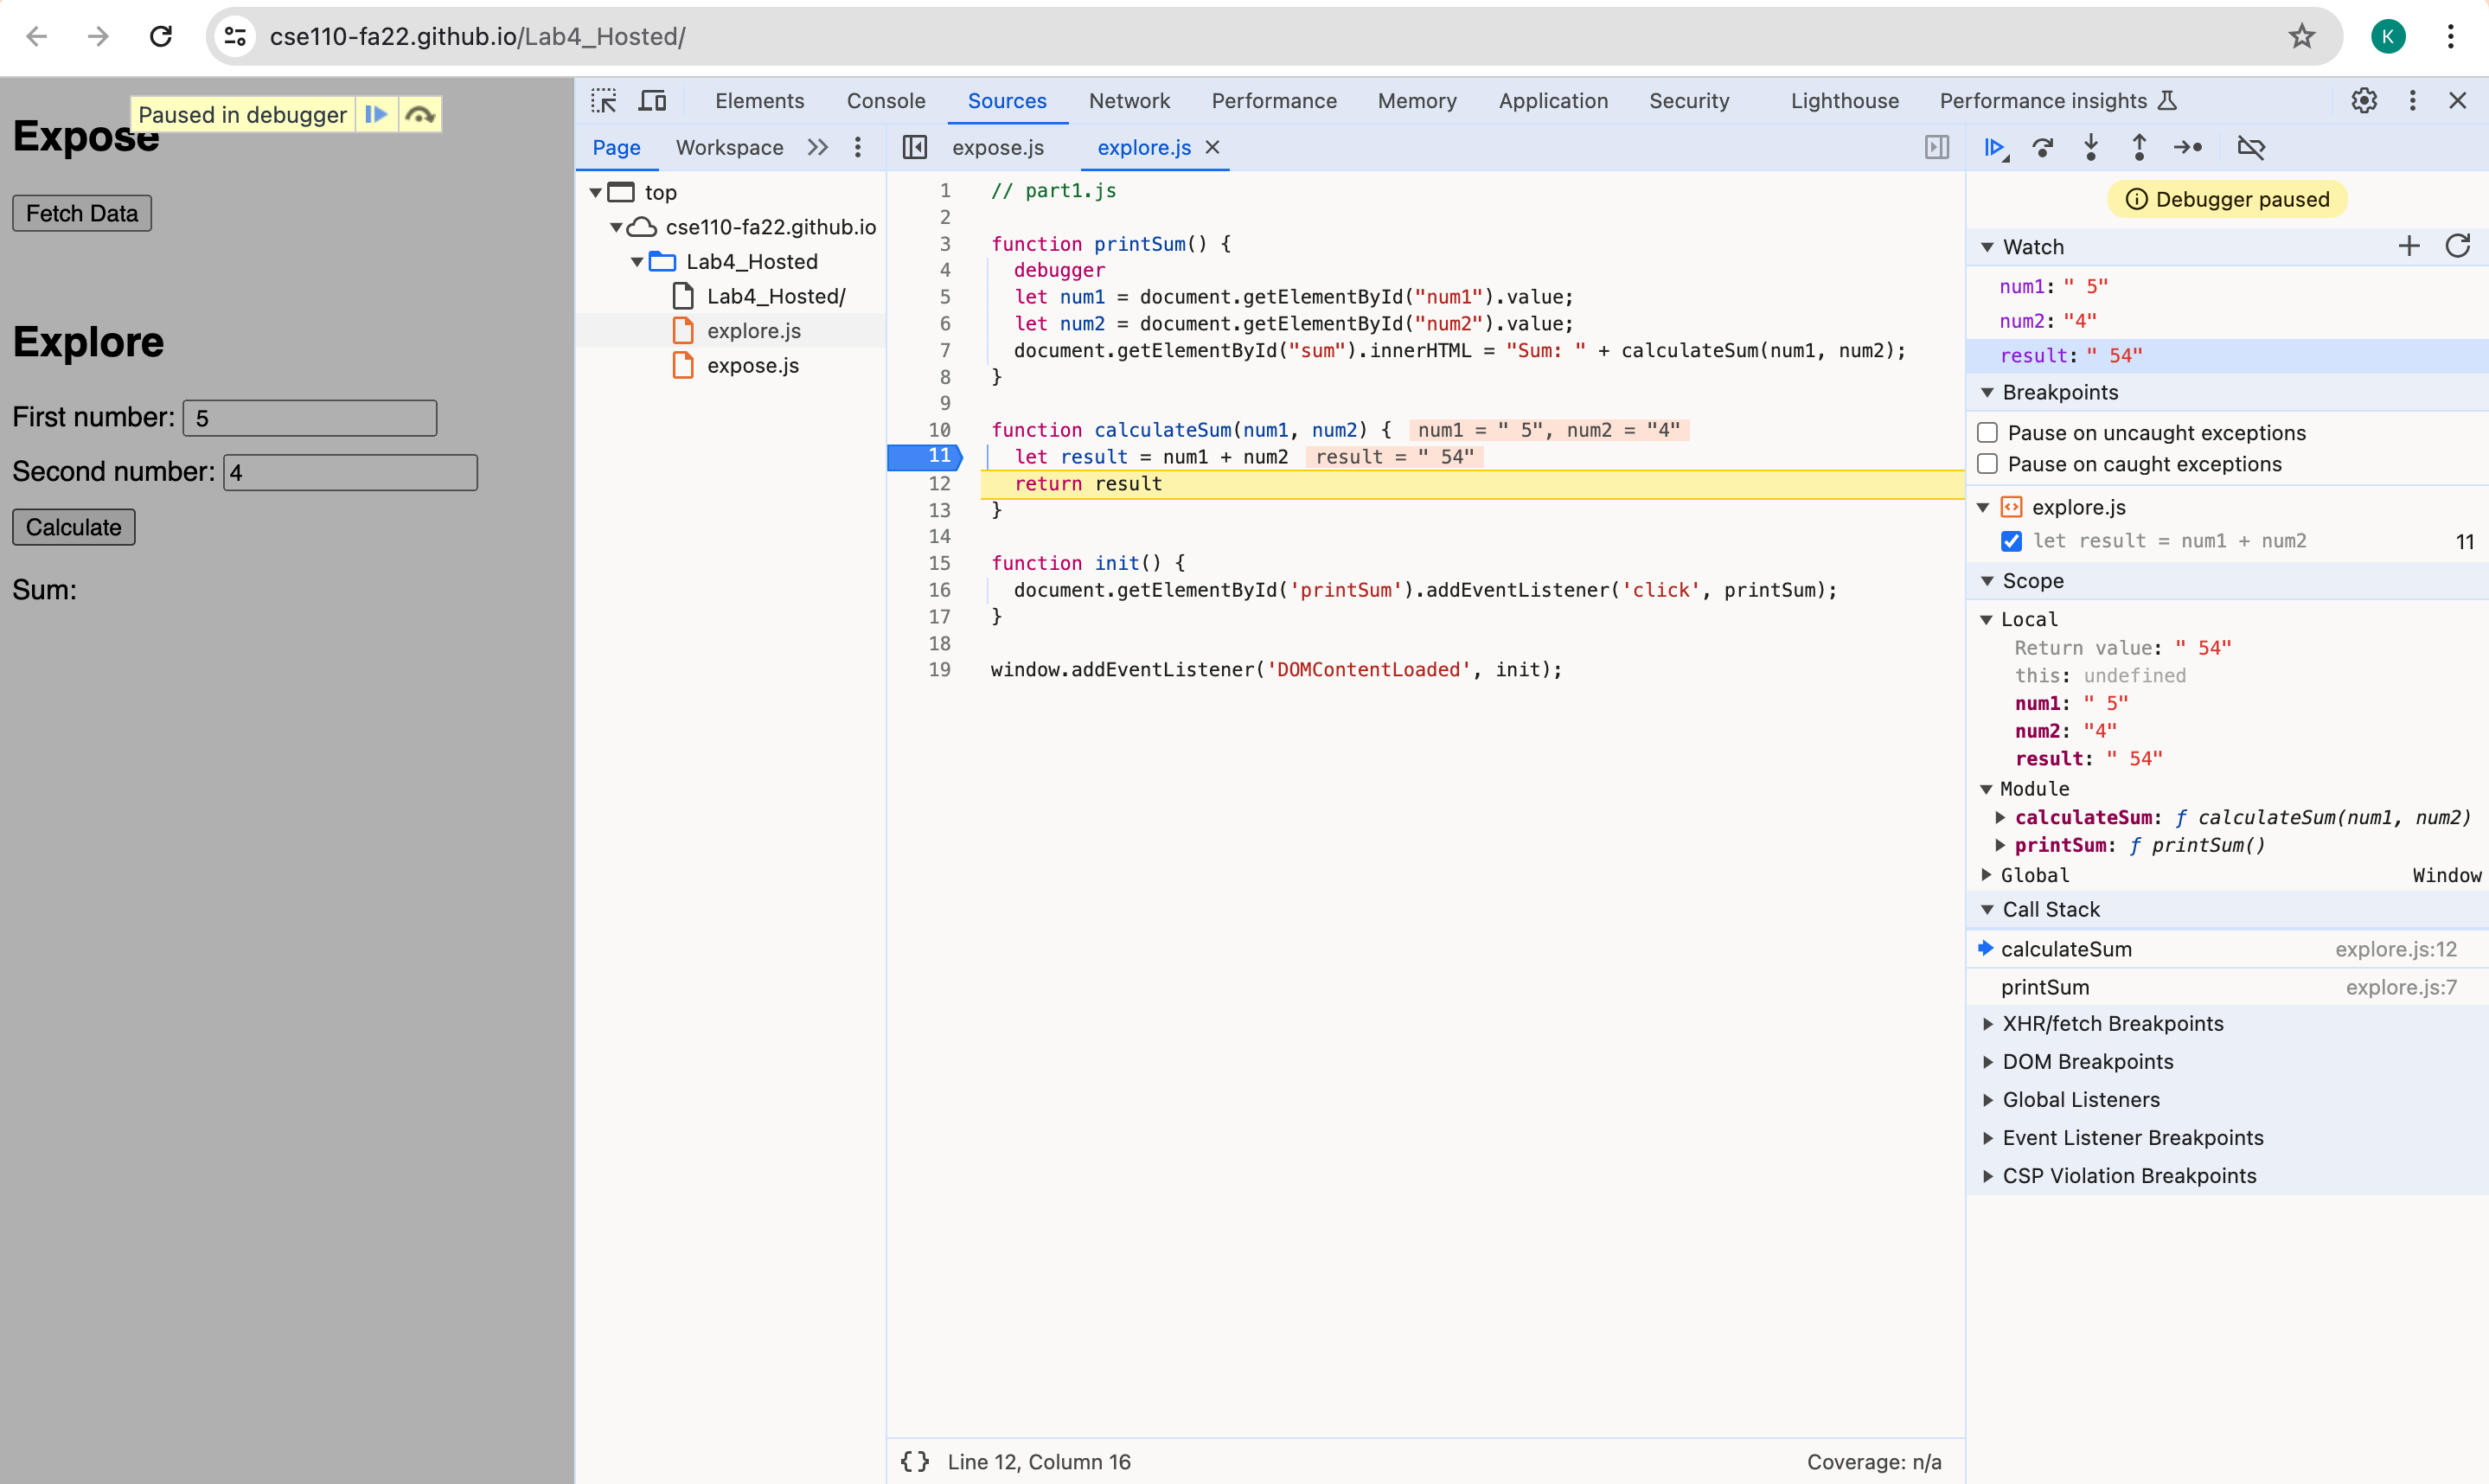 cse110-fa22.github.io/Lab4_Hosted/
K
Paused in debugger
Expose
Fetch Data
Explore
First number: 5
Second number: 4
Calculate
Sum:
Elements Console Sources Network Performance Memory Application Security Lighthouse Performance insights
Page Workspace
top
cse110-fa22.github.io
Lab4_Hosted
Lab4_Hosted/
explore.js
expose.js
expose.js explore.js
1 // part1.js
2
3 function printSum() {
4 debugger
5 let num1 = document.getElementById("num1").value;
6 let num2 = document.getElementById("num2").value;
7 document.getElementById("sum").innerHTML = "Sum: " + calculateSum(num1, num2);
8 }
9
10 function calculateSum(num1, num2) { num1 = " 5", num2 = "4"
11 let result = num1 + num2 result = " 54"
12 return result
13 }
14
15 function init() {
16 document.getElementById('printSum').addEventListener('click', printSum);
17 }
18
19 window.addEventListener('DOMContentLoaded', init);
{} Line 12, Column 16 Coverage: n/a
Debugger paused
Watch
num1: " 5"
num2: "4"
result: " 54"
Breakpoints
Pause on uncaught exceptions
Pause on caught exceptions
explore.js
let result = num1 + num2 11
Scope
Local
Return value: " 54"
this: undefined
num1: " 5"
num2: "4"
result: " 54"
Module
calculateSum: ƒ calculateSum(num1, num2)
printSum: ƒ printSum()
Global Window
Call Stack
calculateSum explore.js:12
printSum explore.js:7
XHR/fetch Breakpoints
DOM Breakpoints
Global Listeners
Event Listener Breakpoints
CSP Violation Breakpoints